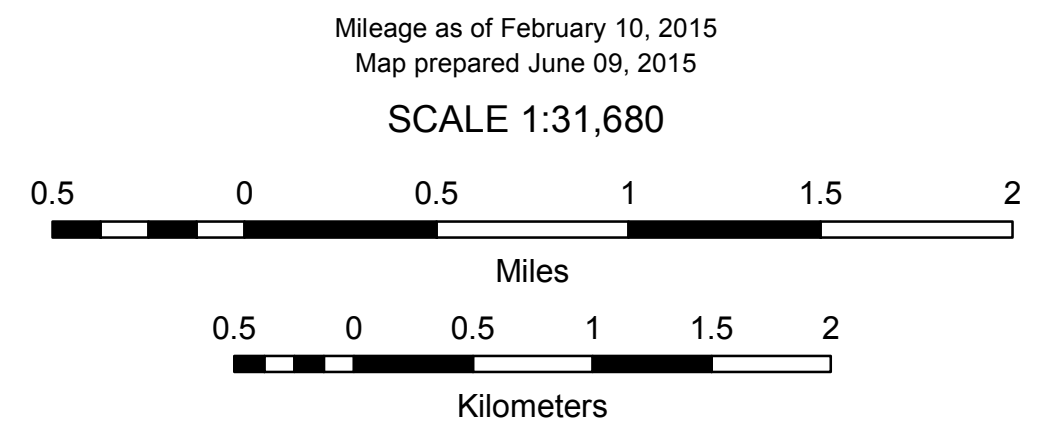 Mileage as of February 10, 2015
Map prepared June 09, 2015
SCALE 1:31,680
0.5 0 0.5 1 1.5 2
Miles
0.5 0 0.5 1 1.5 2
Kilometers